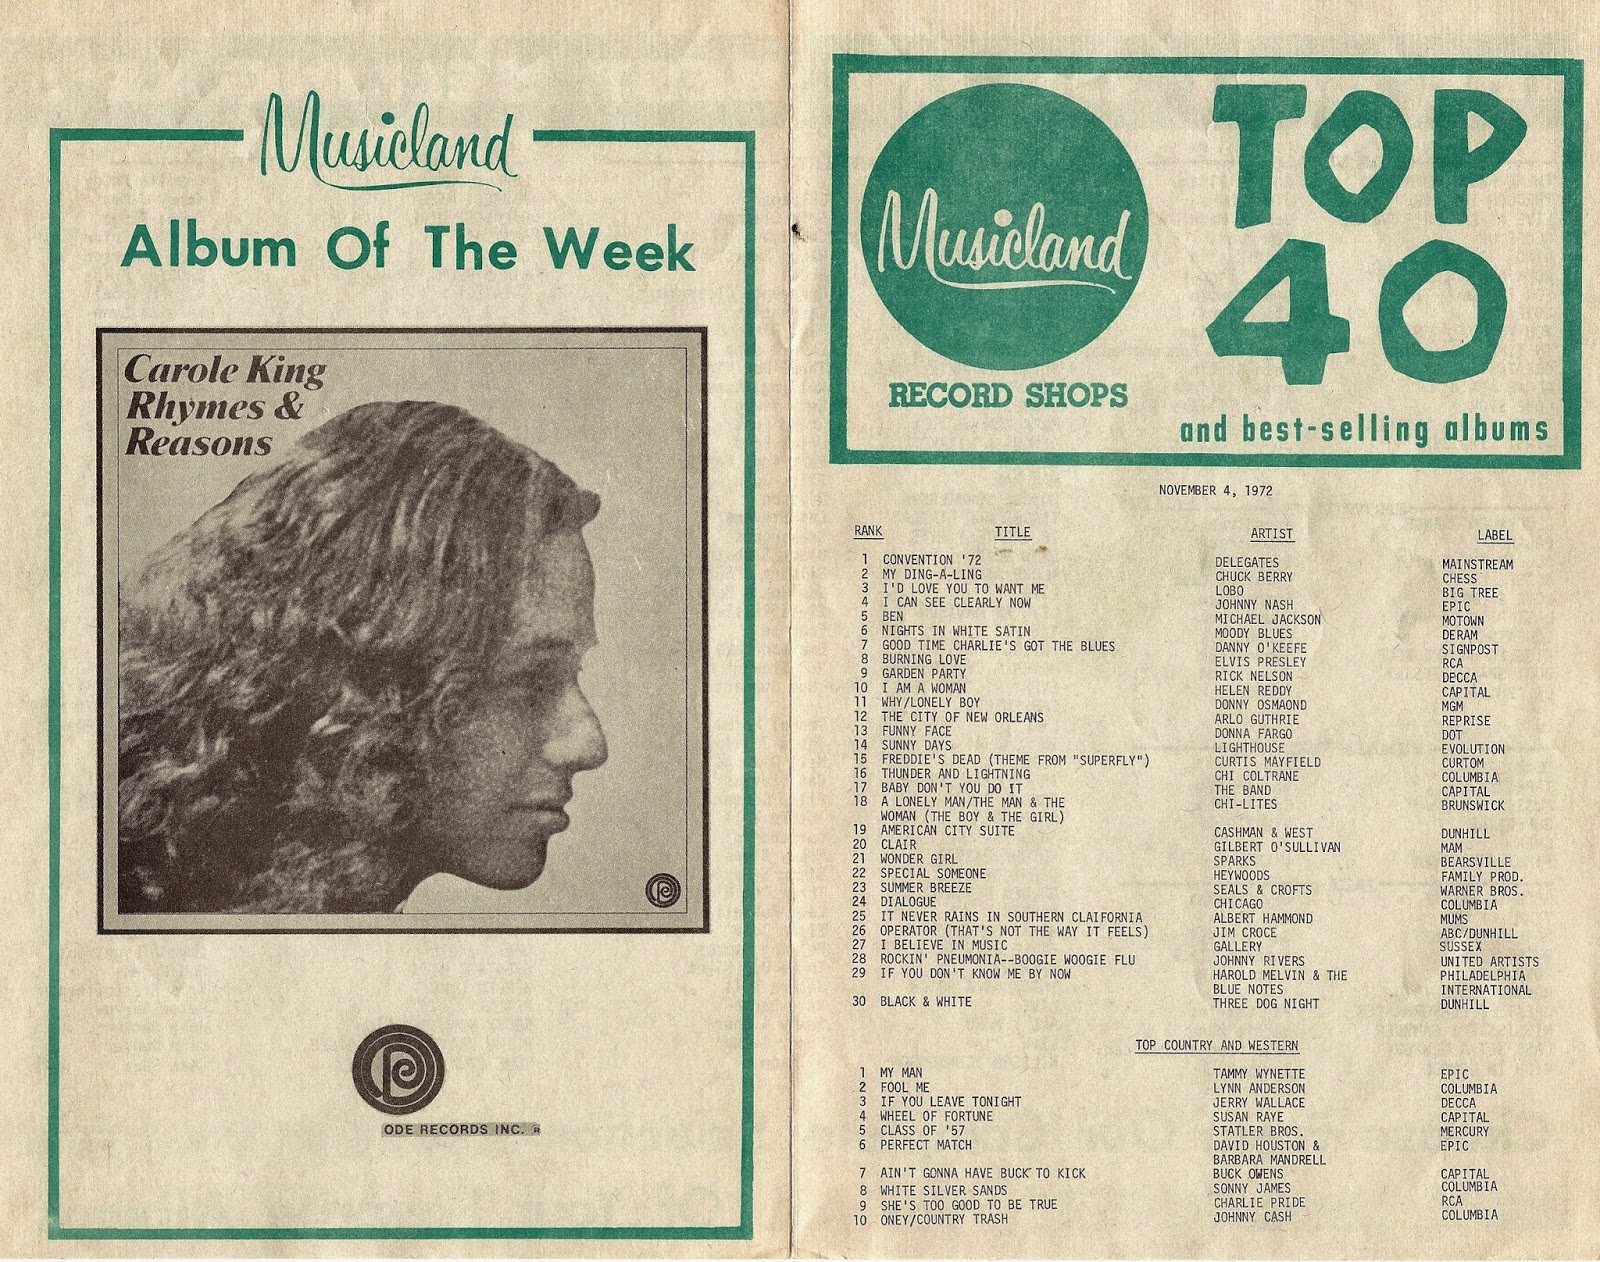 Musicland
Album Of The Week
Carole King
Rhymes &
Reasons
ODE RECORDS INC. R
Musicland
RECORD SHOPS
TOP
40
and best-selling albums
NOVEMBER 4, 1972
RANK TITLE ARTIST LABEL
1 CONVENTION '72 DELEGATES MAINSTREAM
2 MY DING-A-LING CHUCK BERRY CHESS
3 I'D LOVE YOU TO WANT ME LOBO BIG TREE
4 I CAN SEE CLEARLY NOW JOHNNY NASH EPIC
5 BEN MICHAEL JACKSON MOTOWN
6 NIGHTS IN WHITE SATIN MOODY BLUES DERAM
7 GOOD TIME CHARLIE'S GOT THE BLUES DANNY O'KEEFE SIGNPOST
8 BURNING LOVE ELVIS PRESLEY RCA
9 GARDEN PARTY RICK NELSON DECCA
10 I AM A WOMAN HELEN REDDY CAPITAL
11 WHY/LONELY BOY DONNY OSMAOND MGM
12 THE CITY OF NEW ORLEANS ARLO GUTHRIE REPRISE
13 FUNNY FACE DONNA FARGO DOT
14 SUNNY DAYS LIGHTHOUSE EVOLUTION
15 FREDDIE'S DEAD (THEME FROM "SUPERFLY") CURTIS MAYFIELD CURTOM
16 THUNDER AND LIGHTNING CHI COLTRANE COLUMBIA
17 BABY DON'T YOU DO IT THE BAND CAPITAL
18 A LONELY MAN/THE MAN & THE CHI-LITES BRUNSWICK
WOMAN (THE BOY & THE GIRL)
19 AMERICAN CITY SUITE CASHMAN & WEST DUNHILL
20 CLAIR GILBERT O'SULLIVAN MAM
21 WONDER GIRL SPARKS BEARSVILLE
22 SPECIAL SOMEONE HEYWOODS FAMILY PROD.
23 SUMMER BREEZE SEALS & CROFTS WARNER BROS.
24 DIALOGUE CHICAGO COLUMBIA
25 IT NEVER RAINS IN SOUTHERN CLAIFORNIA ALBERT HAMMOND MUMS
26 OPERATOR (THAT'S NOT THE WAY IT FEELS) JIM CROCE ABC/DUNHILL
27 I BELIEVE IN MUSIC GALLERY SUSSEX
28 ROCKIN' PNEUMONIA--BOOGIE WOOGIE FLU JOHNNY RIVERS UNITED ARTISTS
29 IF YOU DON'T KNOW ME BY NOW HAROLD MELVIN & THE PHILADELPHIA
BLUE NOTES INTERNATIONAL
30 BLACK & WHITE THREE DOG NIGHT DUNHILL
TOP COUNTRY AND WESTERN
1 MY MAN TAMMY WYNETTE EPIC
2 FOOL ME LYNN ANDERSON COLUMBIA
3 IF YOU LEAVE TONIGHT JERRY WALLACE DECCA
4 WHEEL OF FORTUNE SUSAN RAYE CAPITAL
5 CLASS OF '57 STATLER BROS. MERCURY
6 PERFECT MATCH DAVID HOUSTON & EPIC
BARBARA MANDRELL
7 AIN'T GONNA HAVE BUCK TO KICK BUCK OWENS CAPITAL
8 WHITE SILVER SANDS SONNY JAMES COLUMBIA
9 SHE'S TOO GOOD TO BE TRUE CHARLIE PRIDE RCA
10 ONEY/COUNTRY TRASH JOHNNY CASH COLUMBIA